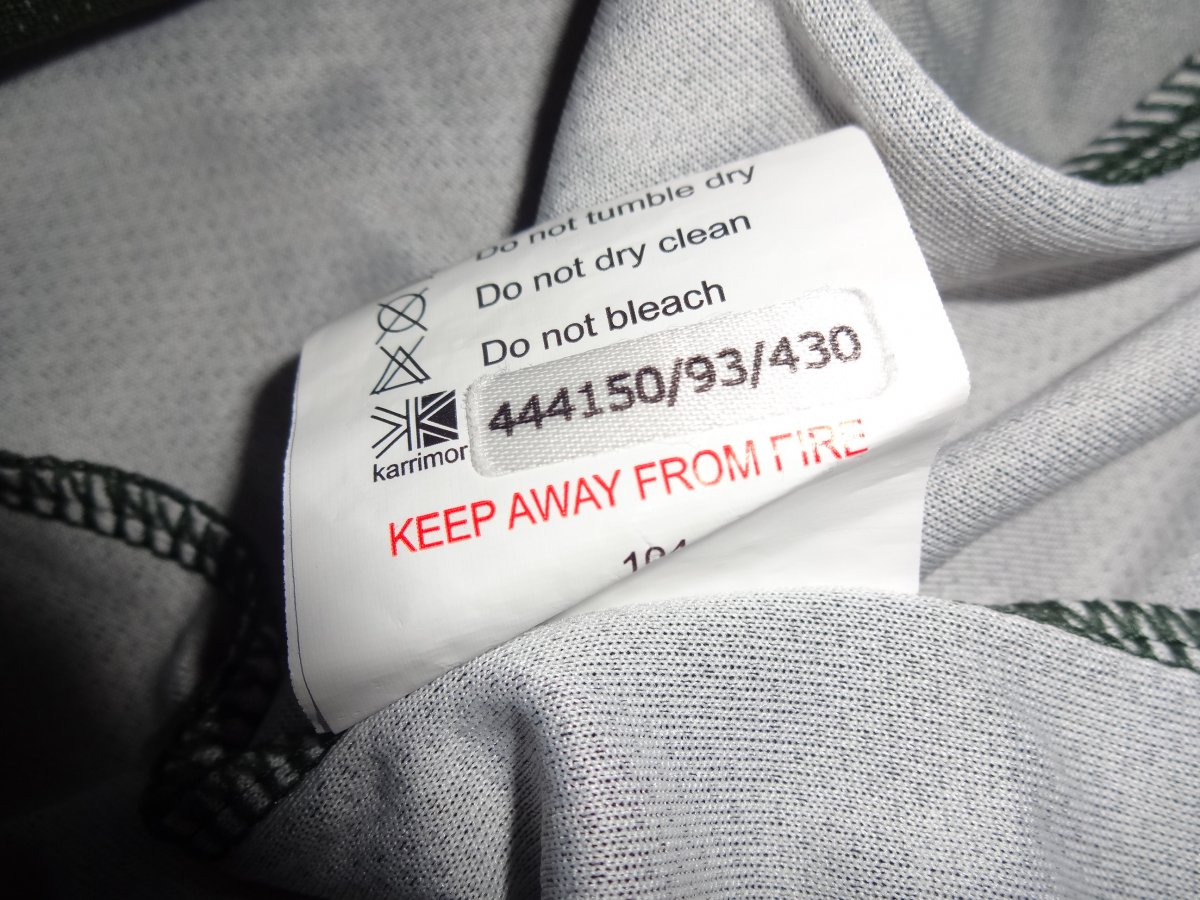 Do not tumble dry
Do not dry clean
Do not bleach
444150/93/430
karrimor
KEEP AWAY FROM FIRE